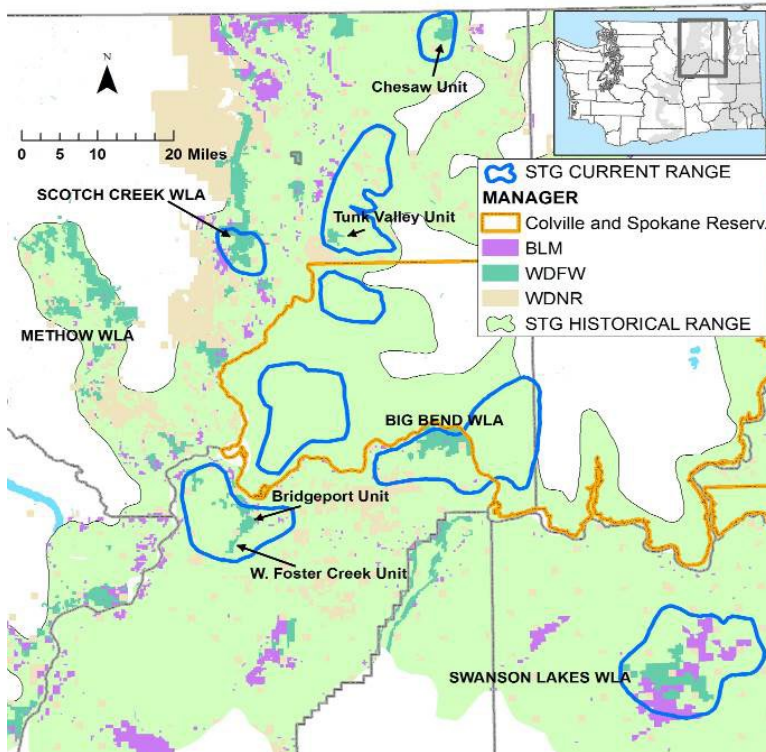 N
Chesaw Unit
0 5 10 20 Miles
SCOTCH CREEK WLA
Tunk Valley Unit
STG CURRENT RANGE
MANAGER
Colville and Spokane Reserv.
BLM
WDFW
WDNR
STG HISTORICAL RANGE
METHOW WLA
BIG BEND WLA
Bridgeport Unit
W. Foster Creek Unit
SWANSON LAKES WLA